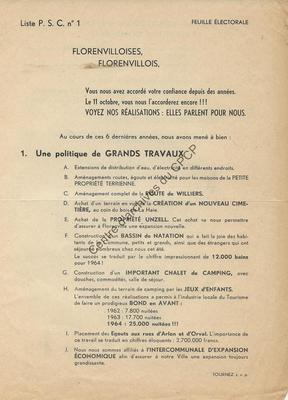 Liste P. S. C. n° 1
FEUILLE ÉLECTORALE
FLORENVILLOISES,
FLORENVILLOIS,
Vous nous avez accordé votre confiance depuis des années.
Le 11 octobre, vous nous l'accorderez encore !!!
VOYEZ NOS RÉALISATIONS : ELLES PARLENT POUR NOUS.
Au cours de ces 6 dernières années, nous avons mené à bien :
1. Une politique de GRANDS TRAVAUX
A. Extensions de distribution d'eau, d'électricité en différents endroits.
B. Aménagements routes, égouts et électricité pour les maisons de la PETITE
PROPRIÉTÉ TERRIENNE.
C. Aménagement complet de la ROUTE de WILLIERS.
D. Achat d'un terrain en vue de la CRÉATION d'UN NOUVEAU CIME-
TIÈRE, au coin du bois La Haie.
E. Achat de la PROPRIÉTÉ UNZELL. Cet achat va nous permettre
d'assurer à Florenville une expansion nouvelle.
F. Construction d'un BASSIN de NATATION qui a fait la joie des habi-
tants de la commune, petits et grands, ainsi que des étrangers qui ont
séjourné nombreux chez nous cet été.
Le succès se traduit par le chiffre impressionnant de 12.000 bains
pour 1964 !
G. Construction d'un IMPORTANT CHALET du CAMPING, avec
douches, commodités, salle de séjour.
H. Aménagement du terrain de camping par les JEUX d'ENFANTS.
L'ensemble de ces réalisations a permis à l'industrie locale du Tourisme
de faire un prodigieux BOND en AVANT :
1962 : 7.800 nuitées
1963 : 17.700 nuitées
1964 : 25.000 nuitées !!!
I. Placement des Egouts aux rues d'Arlon et d'Orval. L'importance de
ce travail se traduit en chiffres éloquents : 2.700.000 francs.
J. Nous nous sommes affiliés à l'INTERCOMMUNALE D'EXPANSION
ÉCONOMIQUE afin d'assurer à notre Ville une expansion toujours
grandissante.
TOURNEZ s. v. p.
Centre d'archives du CPCP